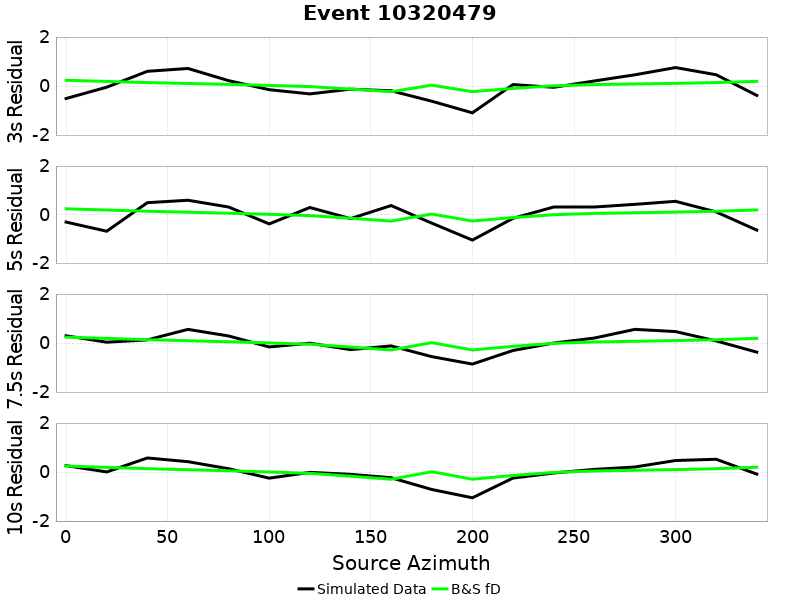 Event 10320479
3s Residual
2
0
-2
5s Residual
2
0
-2
7.5s Residual
2
0
-2
10s Residual
2
0
-2
0 50 100 150 200 250 300
Source Azimuth
Simulated Data B&S fD